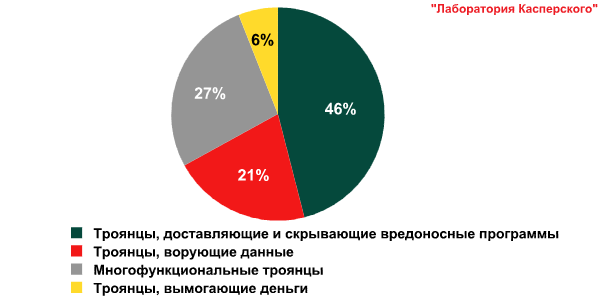 "Лаборатория Касперского"
6%
46%
27%
21%
Троянцы, доставляющие и скрывающие вредоносные программы
Троянцы, ворующие данные
Многофункциональные троянцы
Троянцы, вымогающие деньги